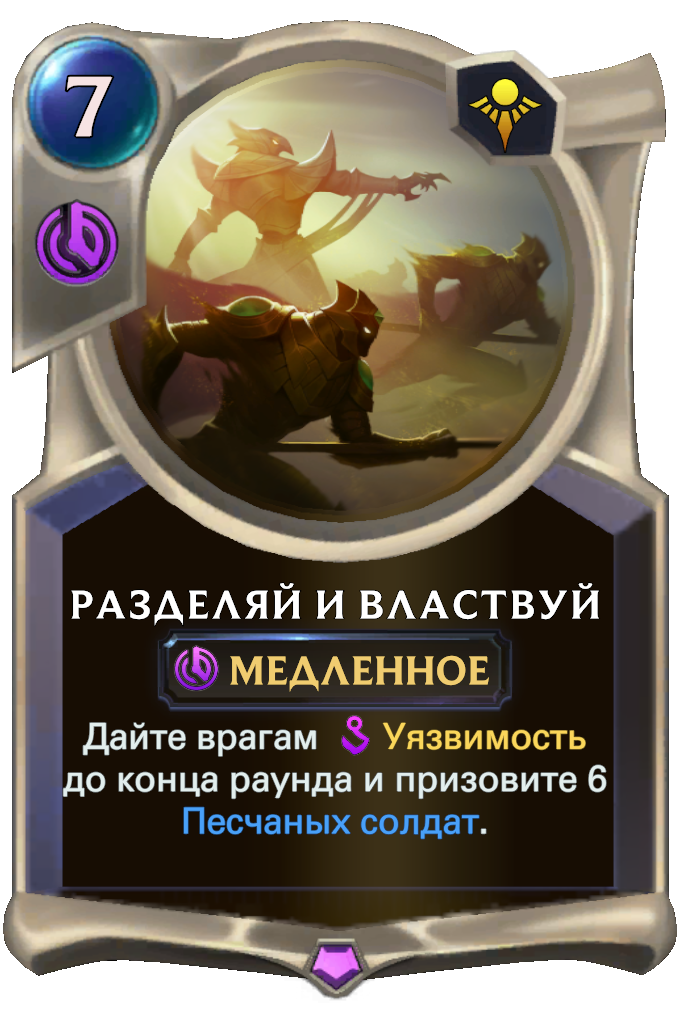 7
РАЗДЕЛЯЙ И ВЛАСТВУЙ
МЕДЛЕННОЕ
Дайте врагам Уязвимость
до конца раунда и призовите 6
Песчаных солдат.